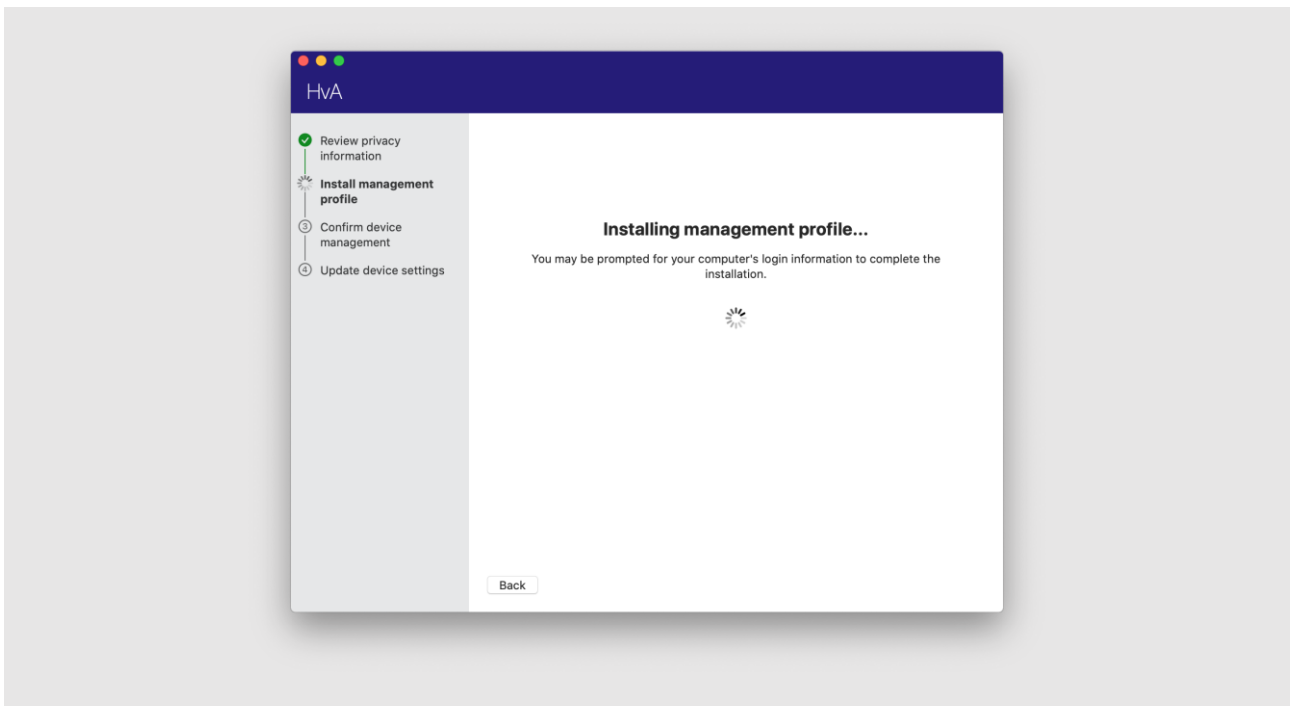 HvA
Review privacy
information
Install management
profile
3 Confirm device
management
4 Update device settings
Installing management profile...
You may be prompted for your computer's login information to complete the
installation.
Back